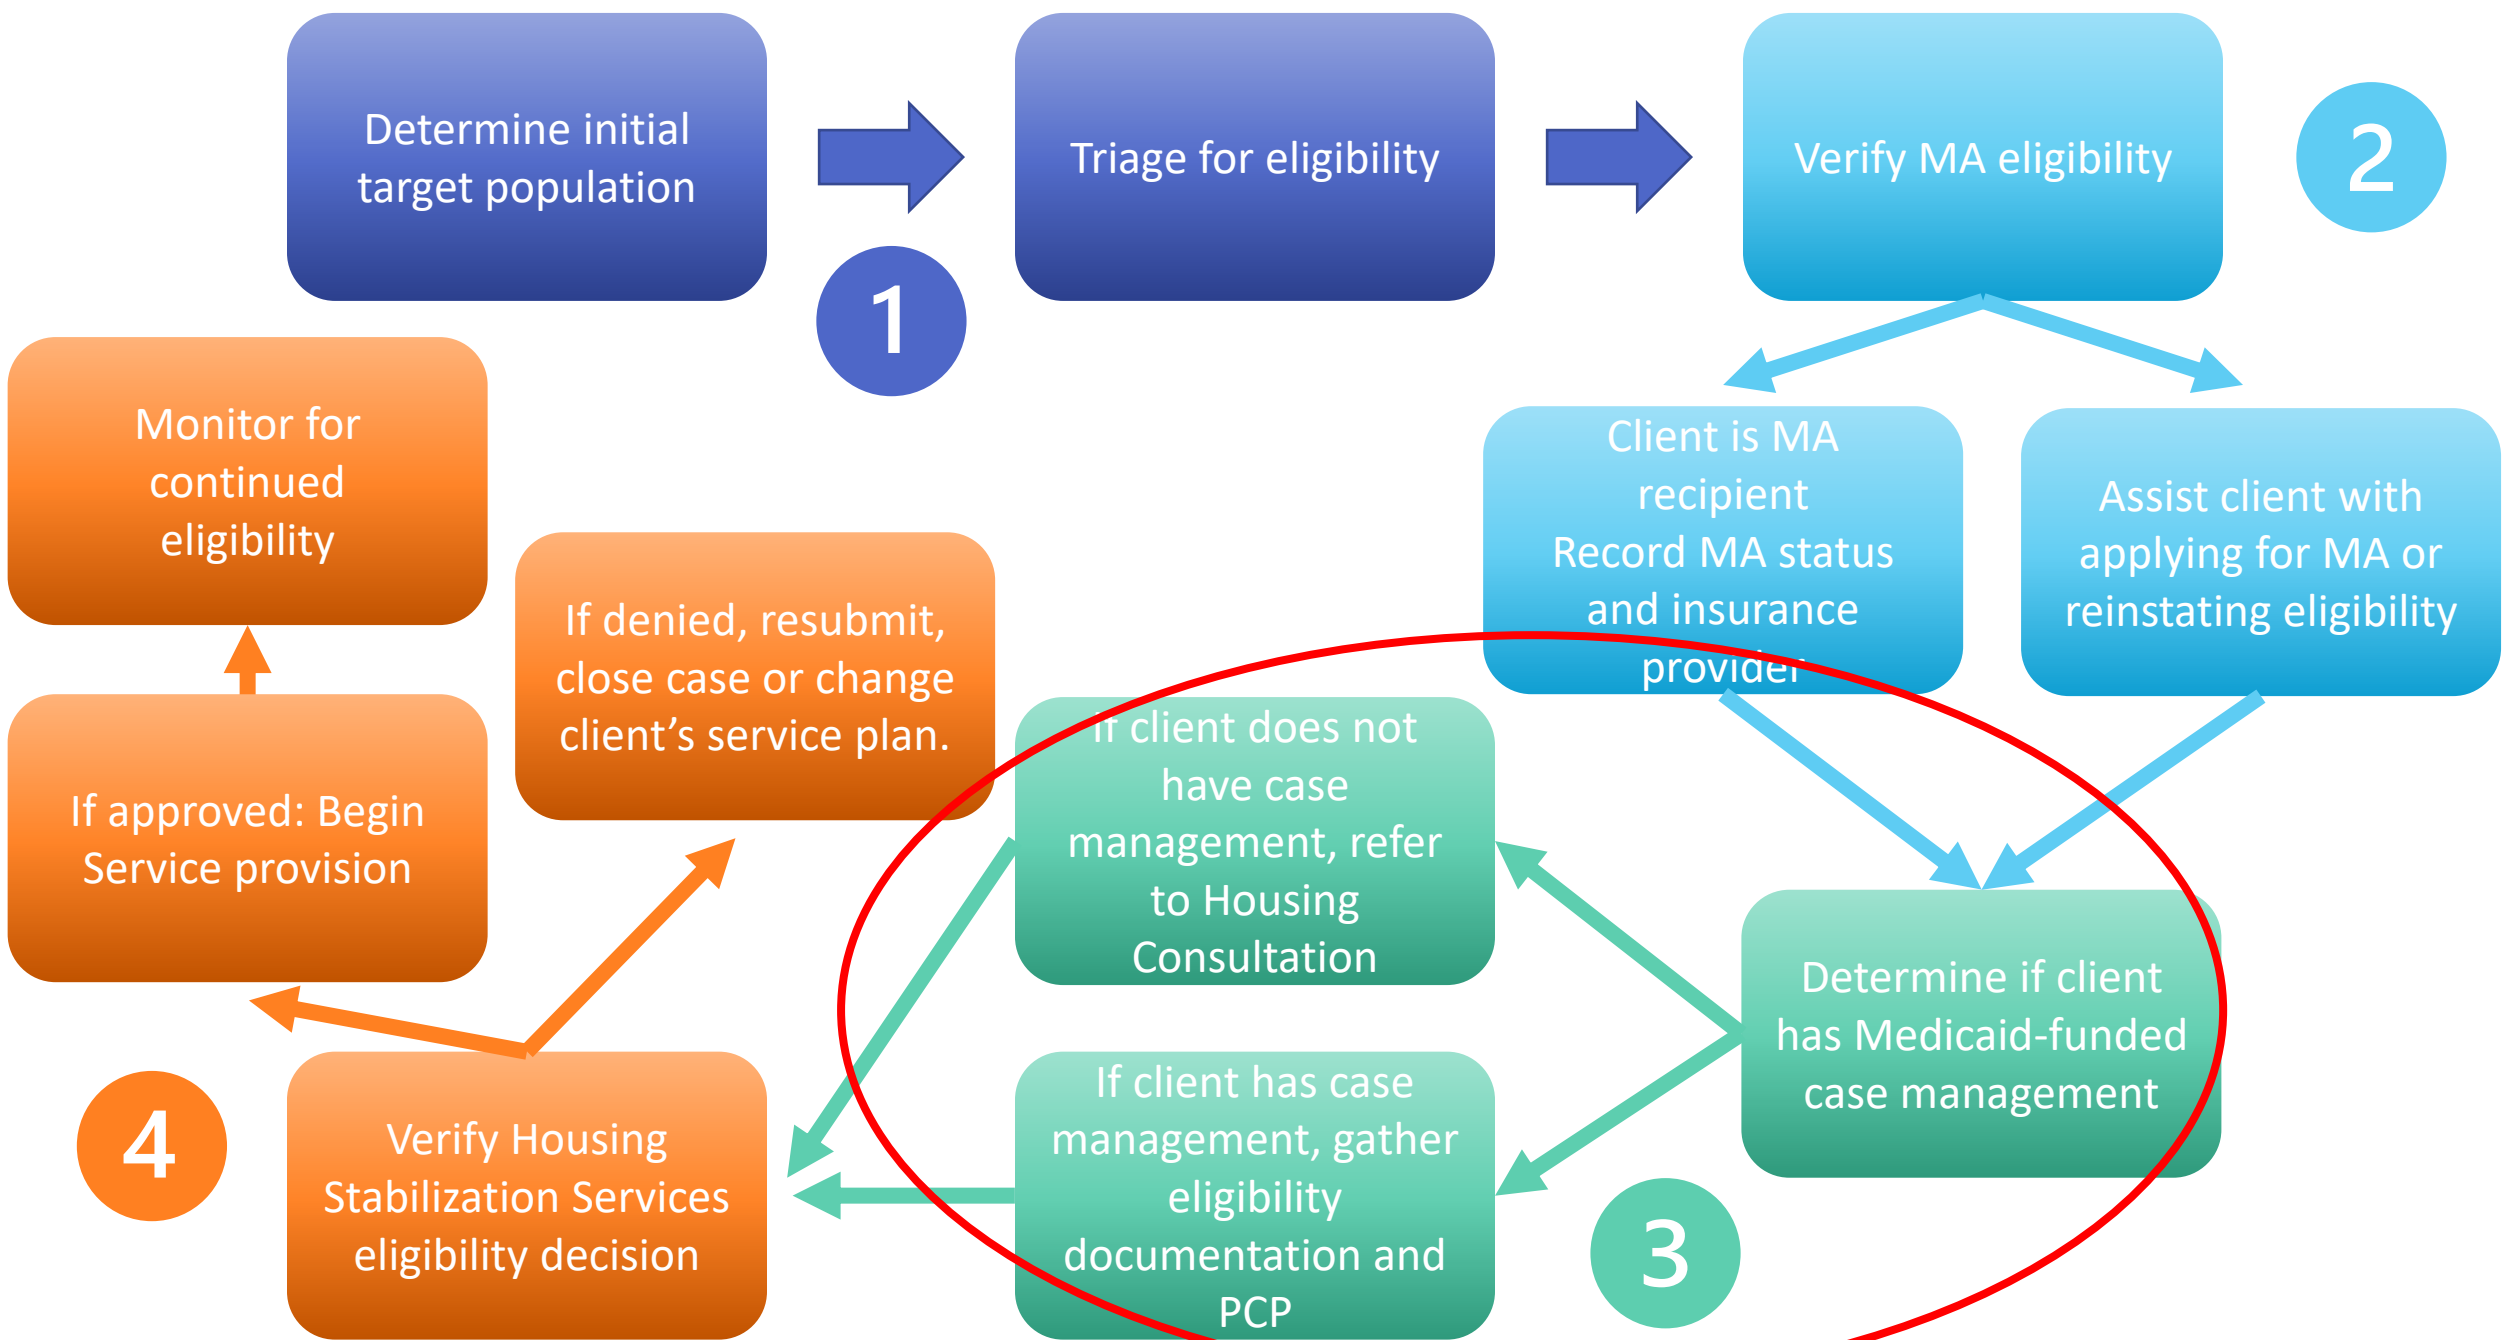 Determine initial
target population
1
Triage for eligibility
Verify MA eligibility
2
Client is MA
recipient
Record MA status
and insurance
provider
Assist client with
applying for MA or
reinstating eligibility
Determine if client
has Medicaid-funded
case management
3
If client does not
have case
management, refer
to Housing
Consultation
If client has case
management, gather
eligibility
documentation and
PCP
Verify Housing
Stabilization Services
eligibility decision
4
If denied, resubmit,
close case or change
client’s service plan.
If approved: Begin
Service provision
Monitor for
continued
eligibility